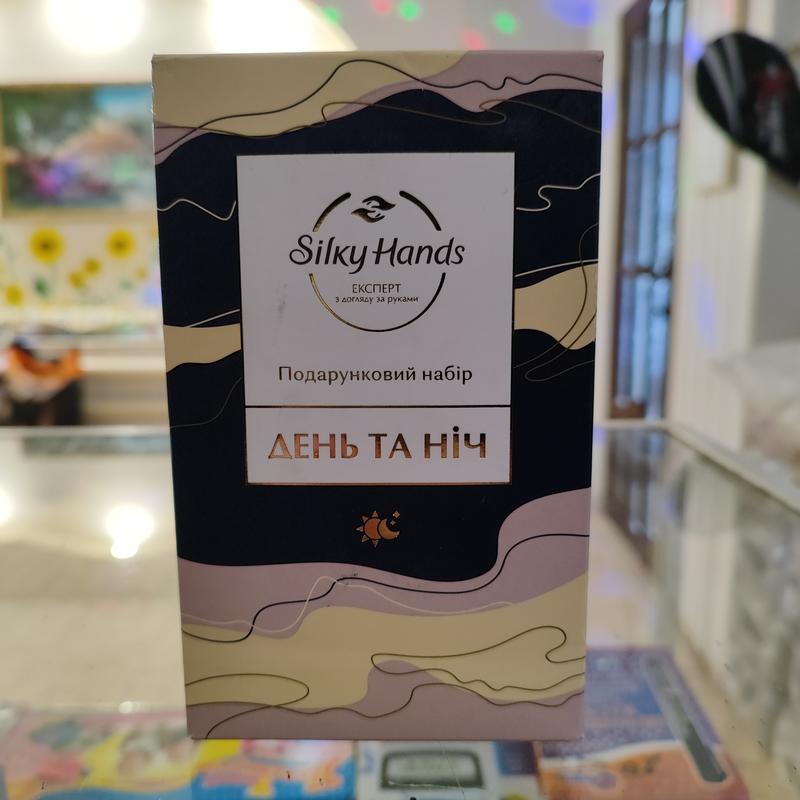 Silky Hands
ЕКСПЕРТ
з догляду за руками
Подарунковий набір
ДЕНЬ ТА НІЧ